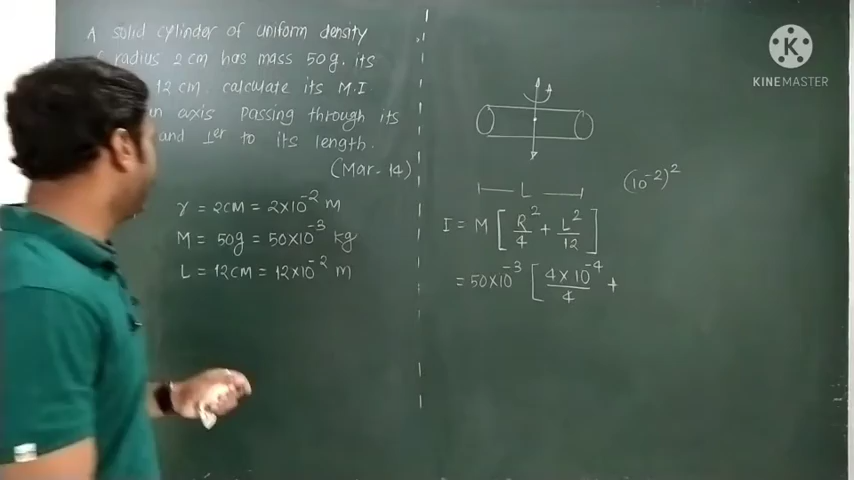 A solid cylinder of uniform density
radius 2 cm has mass 50g. its
12 cm. calculate its M.I
an axis passing through its
and ⊥er to its length.
(Mar-14)
r = 2cm = 2×10⁻² m
M = 50g = 50×10⁻³ kg
L = 12cm = 12×10⁻² m
L
(10⁻²)²
I = M [R²/4 + L²/12]
= 50×10⁻³ [4×10⁻⁴/4 +
K
KINEMASTER